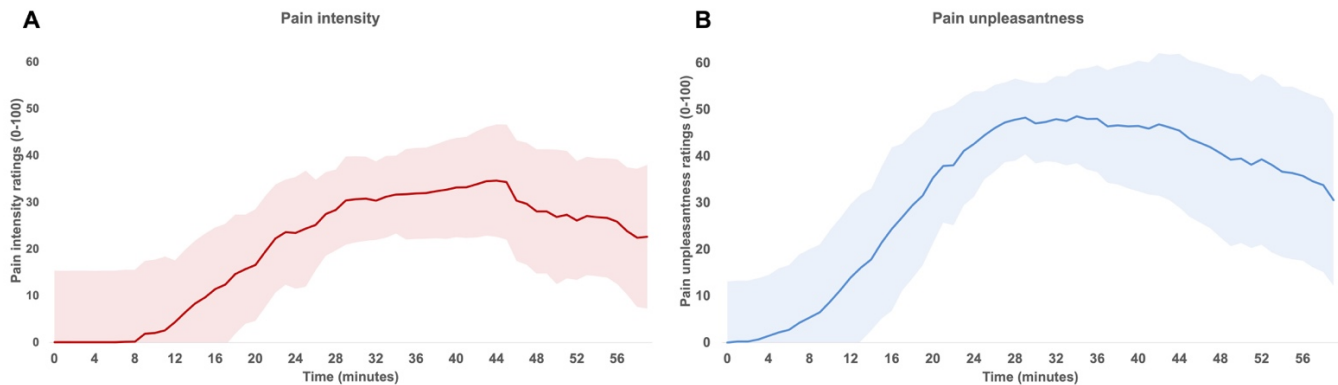 A
Pain intensity
Pain intensity ratings (0-100)
60
50
40
30
20
10
0
0 4 8 12 16 20 24 28 32 36 40 44 48 52 56
Time (minutes)
B
Pain unpleasantness
Pain unpleasantness ratings (0-100)
60
50
40
30
20
10
0
0 4 8 12 16 20 24 28 32 36 40 44 48 52 56
Time (minutes)